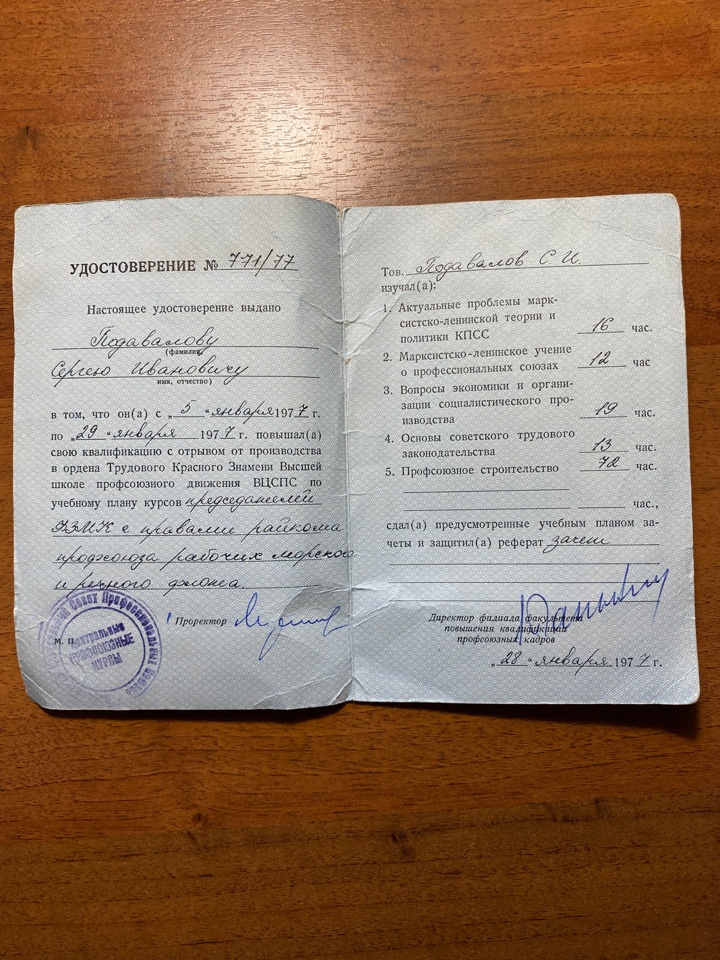 УДОСТОВЕРЕНИЕ № 771/77
Настоящее удостоверение выдано
Подавалову
(фамилия,
Сергею Ивановичу
имя, отчество)
в том, что он(а) с „5 “ января 1977 г.
по „29 “ января 1977 г. повышал(а)
свою квалификацию с отрывом от производства
в ордена Трудового Красного Знамени Высшей
школе профсоюзного движения ВЦСПС по
учебному плану курсов председателей
ФЗМК с правами райкома
профсоюза рабочих морского
и речного флота.
Проректор
М. П.
Центральные
профсоюзные
курсы
Тов. Подавалов С. И.
изучал(а):
1. Актуальные проблемы марк-
систско-ленинской теории и
политики КПСС 16 час.
2. Марксистско-ленинское учение
о профессиональных союзах 12 час
3. Вопросы экономики и органи-
зации социалистического про-
изводства 19 час.
4. Основы советского трудового
законодательства 13 час.
5. Профсоюзное строительство 72 час.
час.,
сдал(а) предусмотренные учебным планом за-
четы и защитил(а) реферат зачет
Директор филиала факультета
повышения квалификации
профсоюзных кадров
„28 “ января 1977 г.